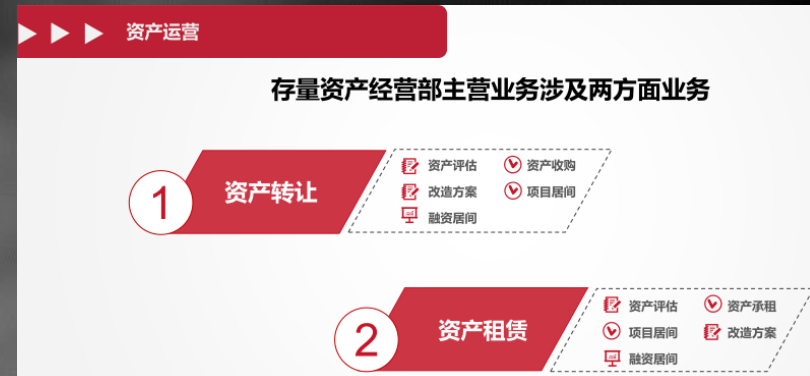 资产运营
存量资产经营部主营业务涉及两方面业务
1 资产转让
资产评估 资产收购
改造方案 项目居间
融资居间
2 资产租赁
资产评估 资产承租
项目居间 改造方案
融资居间